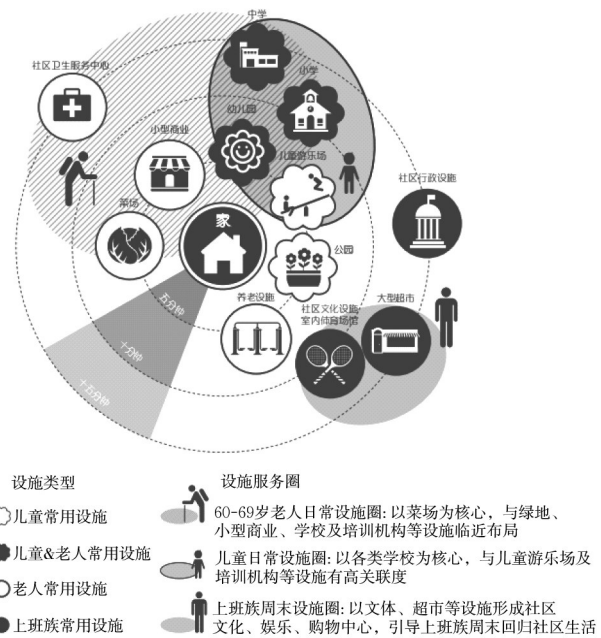 中学
小学
社区卫生服务中心
幼儿园
小型商业
儿童游乐场
社区行政设施
菜场
家
公园
养老设施
社区文化设施
室内体育场馆
大型超市
五分钟
十分钟
十五分钟
设施类型
儿童常用设施
儿童&老人常用设施
老人常用设施
上班族常用设施
设施服务圈
60-69岁老人日常设施圈: 以菜场为核心，与绿地、
小型商业、学校及培训机构等设施临近布局
儿童日常设施圈: 以各类学校为核心，与儿童游乐场及
培训机构等设施有高关联度
上班族周末设施圈: 以文体、超市等设施形成社区
文化、娱乐、购物中心，引导上班族周末回归社区生活